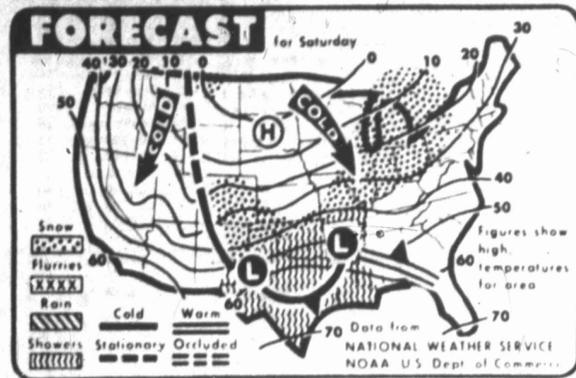 FORECAST
for Saturday
40 30 20 10 0
0 10 20 30
50
COLD
COLD
H
40
50
Snow
Flurries
Rain
Showers
60
L
L
Figures show
high
temperatures
for area
60
Cold Warm
Stationary Occluded
60
70
70
Data from
NATIONAL WEATHER SERVICE
NOAA U S Dept of Commerce